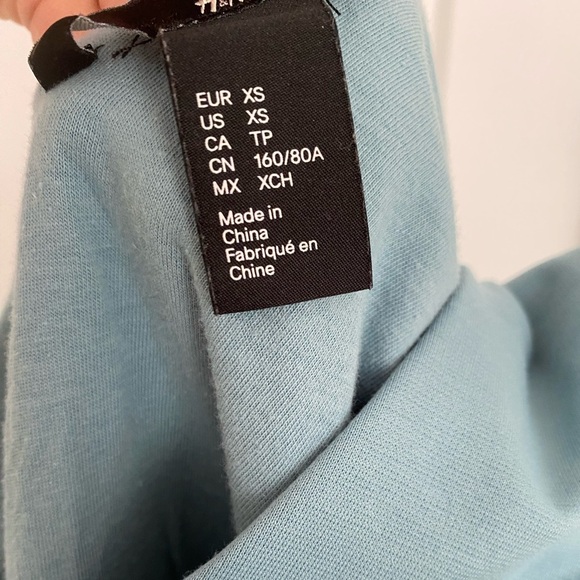 H&M
EUR XS
US XS
CA TP
CN 160/80A
MX XCH
Made in
China
Fabriqué en
Chine